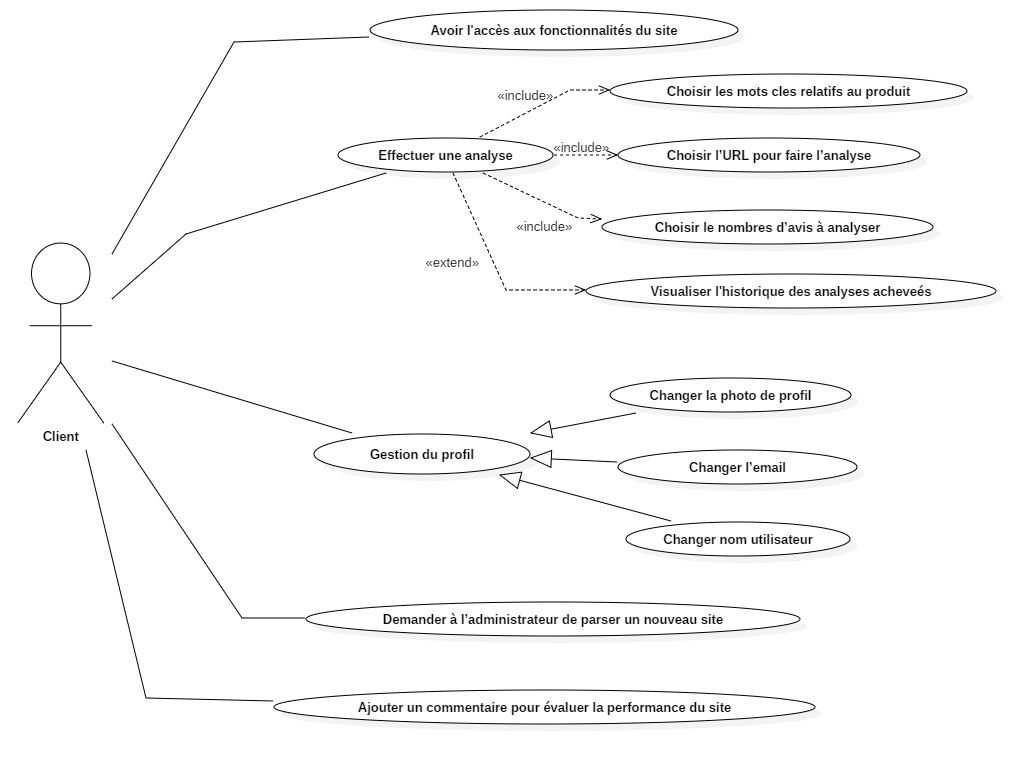 Avoir l'accès aux fonctionnalités du site
«include»
Choisir les mots cles relatifs au produit
Effectuer une analyse
«include»
Choisir l'URL pour faire l'analyse
«include»
Choisir le nombres d'avis à analyser
«extend»
Visualiser l'historique des analyses acheveés
Changer la photo de profil
Client
Gestion du profil
Changer l'email
Changer nom utilisateur
Demander à l'administrateur de parser un nouveau site
Ajouter un commentaire pour évaluer la performance du site